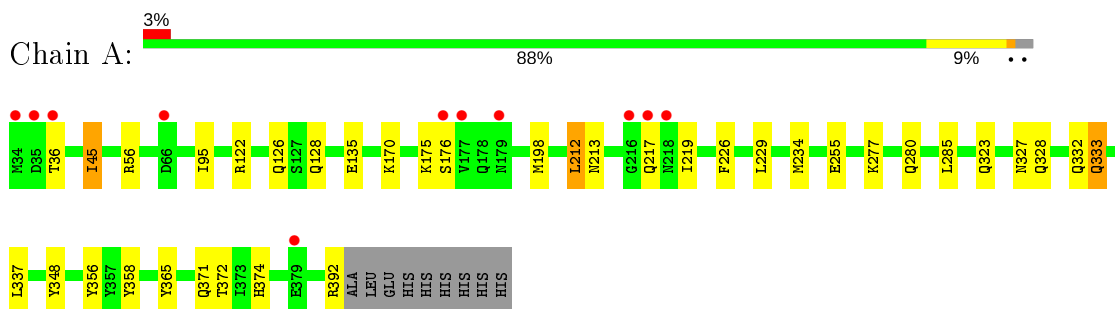 3%
Chain A:
88% 9% • •
M34 D35 T36 I45 R56 D66 I95 R122 Q126 S127 Q128 E135 K170 K175 S176 V177 Q178 N179 M198 L212 N213 G216 Q217 N218 I219 F226 L229 M234 E255 K277 Q280 L285 Q323 N327 Q328 Q332 Q333
L337 Y348 Y356 Y357 Y358 Y365 Q371 T372 I373 H374 E379 R392 ALA LEU GLU HIS HIS HIS HIS HIS HIS